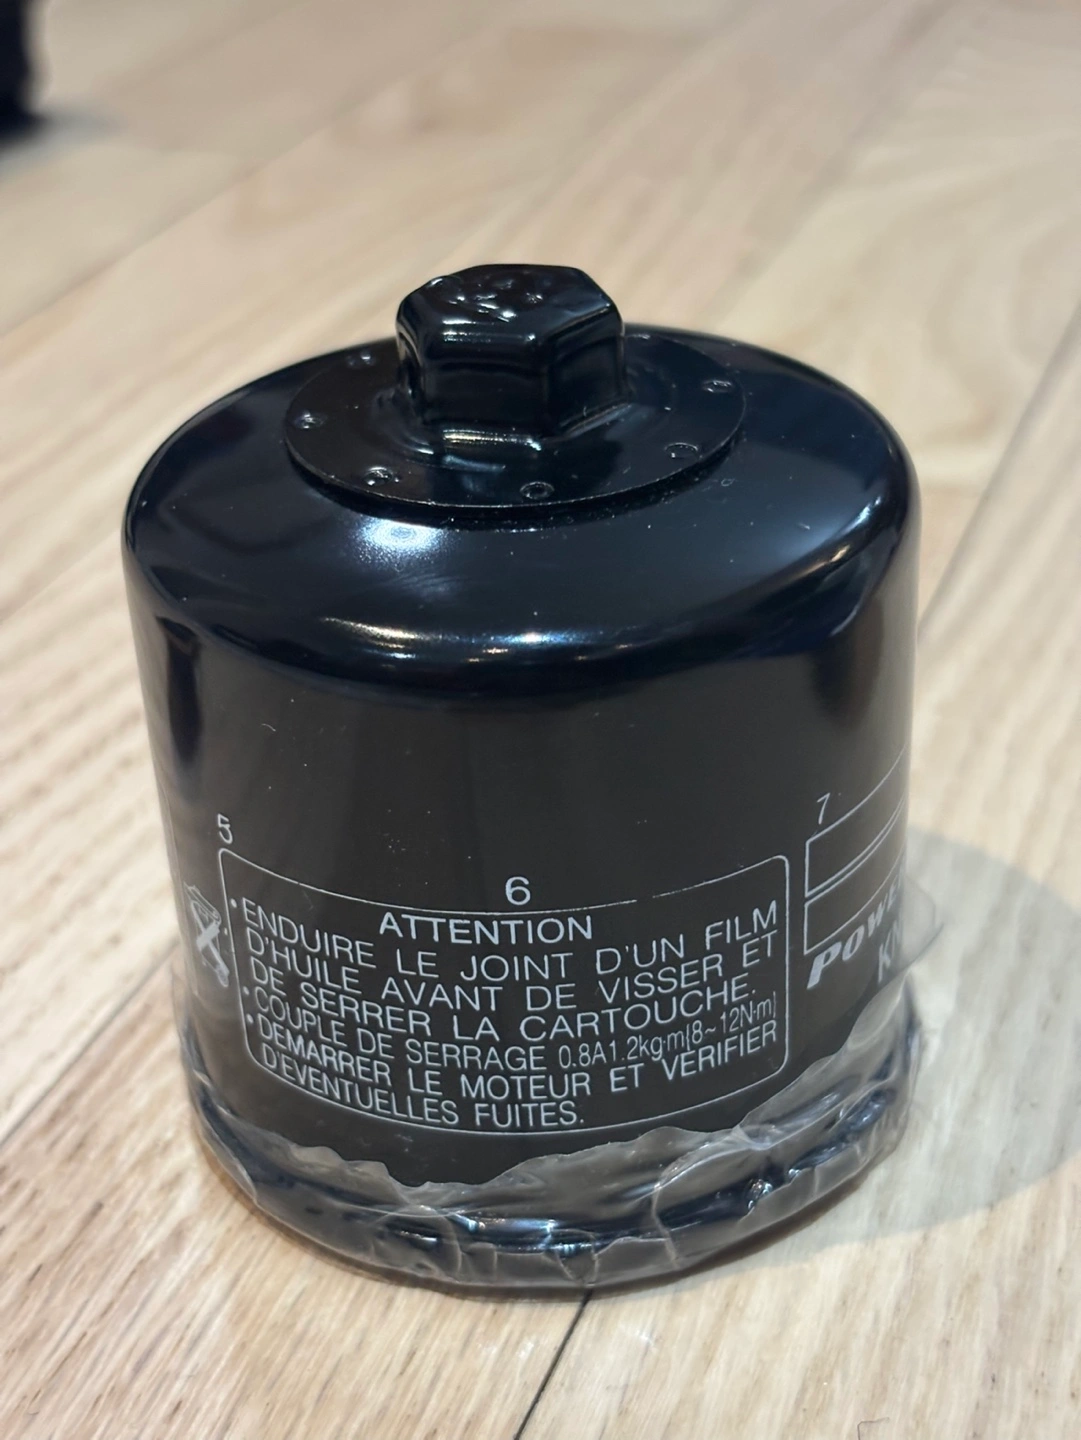 5
6
7
ATTENTION
• ENDUIRE LE JOINT D'UN FILM
D'HUILE AVANT DE VISSER ET
DE SERRER LA CARTOUCHE.
• COUPLE DE SERRAGE 0.8A1.2kg·m{8~12N·m}
• DEMARRER LE MOTEUR ET VERIFIER
D'EVENTUELLES FUITES.